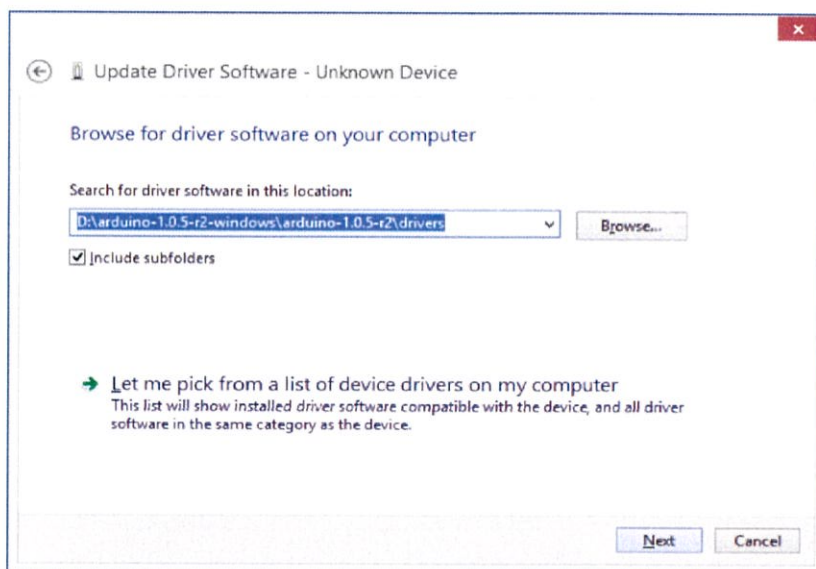 Update Driver Software - Unknown Device
Browse for driver software on your computer
Search for driver software in this location:
D:\arduino-1.0.5-r2-windows\arduino-1.0.5-r2\drivers
Browse...
Include subfolders
Let me pick from a list of device drivers on my computer
This list will show installed driver software compatible with the device, and all driver
software in the same category as the device.
Next
Cancel